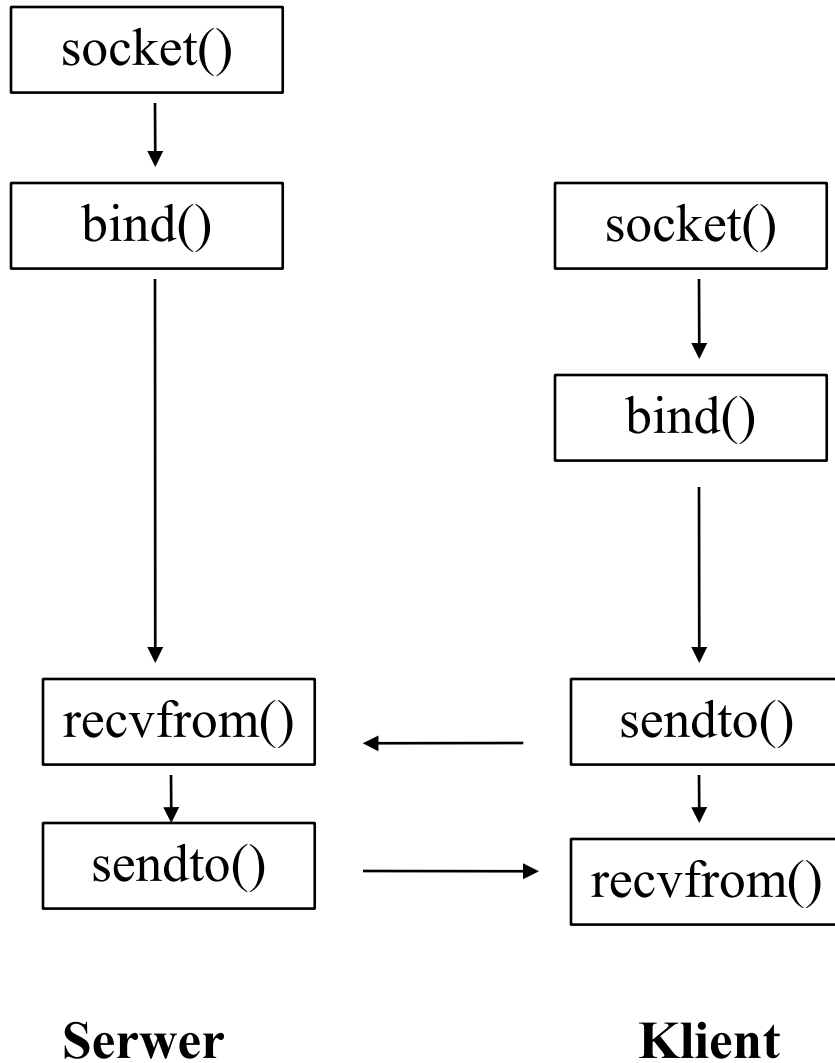 socket()
bind()
recvfrom()
sendto()
Serwer
socket()
bind()
sendto()
recvfrom()
Klient